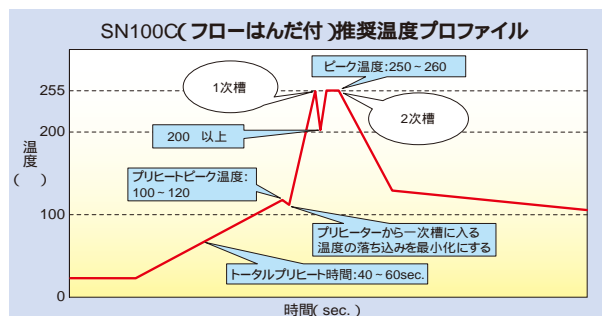 SN100C(フローはんだ付)推奨温度プロファイル
ピーク温度:250~260
1次槽
255
2次槽
200
200 以上
温度
( )
プリヒートピーク温度:
100~120
100
プリヒーターから一次槽に入る
温度の落ち込みを最小化にする
トータルプリヒート時間:40~60sec.
0
時間( sec. )